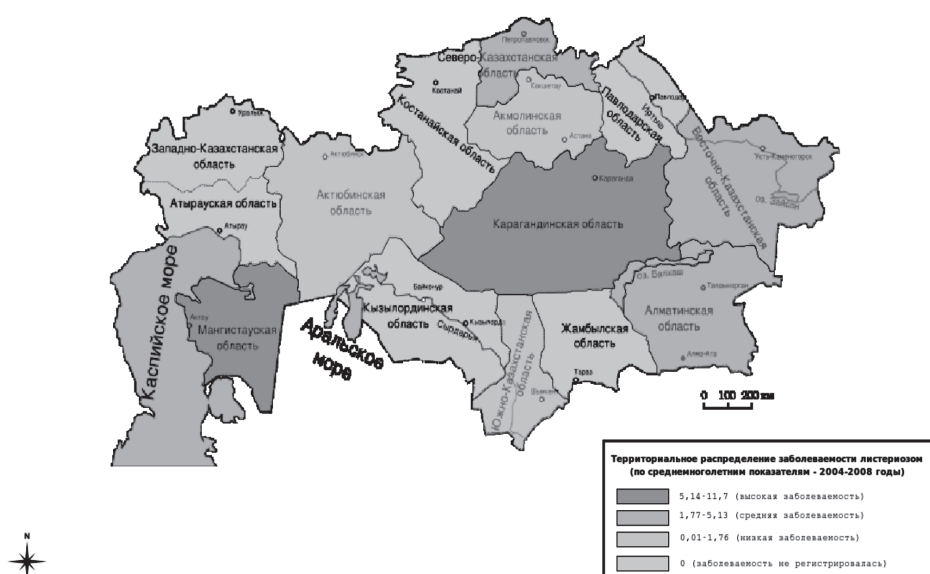 Петропавловск
Северо-Казахстанская
область
Костанай
Кокшетау
Костанайская область
Акмолинская
область
Астана
Павлодарская
область
Иртыш
Павлодар
Уральск
Западно-Казахстанская
область
Актюбинск
Актюбинская
область
Атырауская область
Атырау
Караганда
Карагандинская область
Восточно-Казахстанская
область
Усть-Каменогорск
оз. Зайсан
Каспийское море
Актау
Мангистауская
область
Аральское
море
Байконур
Кызылординская
область
Сырдарья
Кызылорда
Южно-Казахстанская
область
Шымкент
Жамбылская
область
Тараз
оз. Балхаш
Талдыкорган
Алматинская
область
Алма-Ата
0 100 200 км
Территориальное распределение заболеваемости листериозом
(по среднемноголетним показателям - 2004-2008 годы)
5,14-11,7 (высокая заболеваемость)
1,77-5,13 (средняя заболеваемость)
0,01-1,76 (низкая заболеваемость)
0 (заболеваемость не регистрировалась)
N